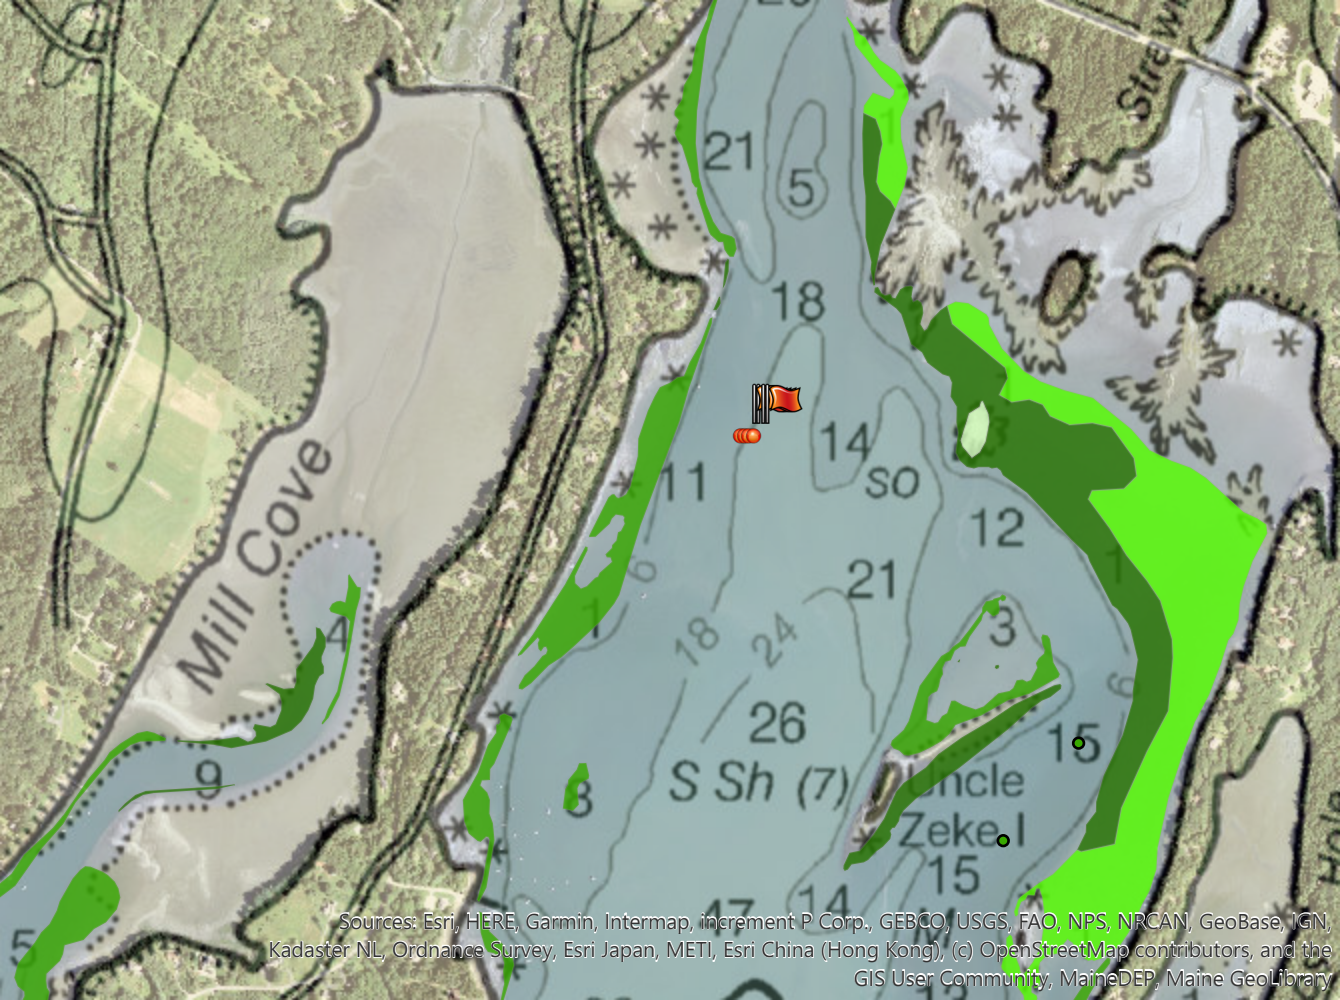 21
5
18
14
SO
11
12
6
1
1
21
3
18
24
Mill Cove
4
26
15
6
9
S Sh (7)
Uncle
Zeke I
15
14
5
Sources: Esri, HERE, Garmin, Intermap, increment P Corp., GEBCO, USGS, FAO, NPS, NRCAN, GeoBase, IGN,
Kadaster NL, Ordnance Survey, Esri Japan, METI, Esri China (Hong Kong), (c) OpenStreetMap contributors, and the
GIS User Community, MaineDEP, Maine GeoLibrary